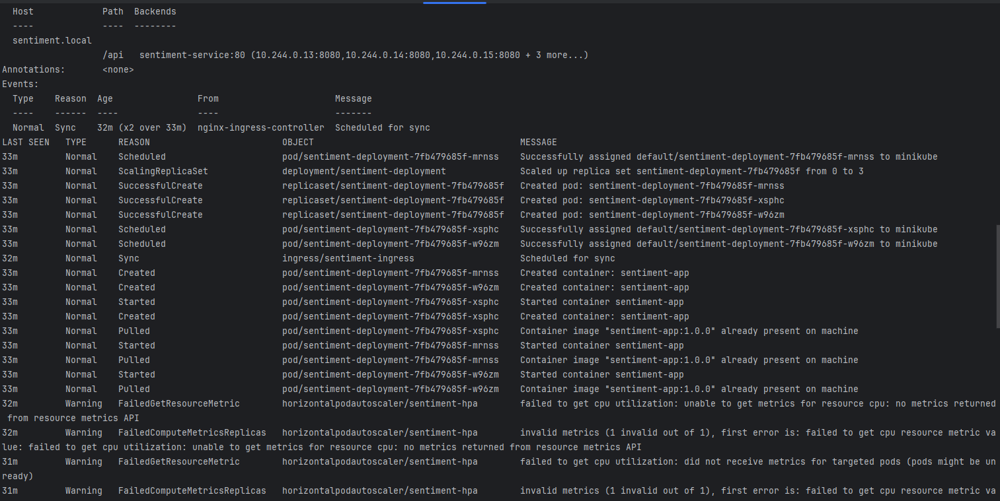 Host             Path  Backends
----             ----  --------
sentiment.local
/api   sentiment-service:80 (10.244.0.13:8080,10.244.0.14:8080,10.244.0.15:8080 + 3 more...)
Annotations:       <none>
Events:
Type    Reason  Age                From                      Message
----    ------  ----               ----                      -------
Normal  Sync    32m (x2 over 33m)  nginx-ingress-controller  Scheduled for sync
LAST SEEN   TYPE      REASON                         OBJECT                                       MESSAGE
33m         Normal    Scheduled                      pod/sentiment-deployment-7fb479685f-mrnss    Successfully assigned default/sentiment-deployment-7fb479685f-mrnss to minikube
33m         Normal    ScalingReplicaSet              deployment/sentiment-deployment              Scaled up replica set sentiment-deployment-7fb479685f from 0 to 3
33m         Normal    SuccessfulCreate               replicaset/sentiment-deployment-7fb479685f   Created pod: sentiment-deployment-7fb479685f-mrnss
33m         Normal    SuccessfulCreate               replicaset/sentiment-deployment-7fb479685f   Created pod: sentiment-deployment-7fb479685f-xsphc
33m         Normal    SuccessfulCreate               replicaset/sentiment-deployment-7fb479685f   Created pod: sentiment-deployment-7fb479685f-w96zm
33m         Normal    Scheduled                      pod/sentiment-deployment-7fb479685f-xsphc    Successfully assigned default/sentiment-deployment-7fb479685f-xsphc to minikube
33m         Normal    Scheduled                      pod/sentiment-deployment-7fb479685f-w96zm    Successfully assigned default/sentiment-deployment-7fb479685f-w96zm to minikube
32m         Normal    Sync                           ingress/sentiment-ingress                    Scheduled for sync
33m         Normal    Created                        pod/sentiment-deployment-7fb479685f-mrnss    Created container: sentiment-app
33m         Normal    Created                        pod/sentiment-deployment-7fb479685f-w96zm    Created container: sentiment-app
33m         Normal    Started                        pod/sentiment-deployment-7fb479685f-xsphc    Started container sentiment-app
33m         Normal    Created                        pod/sentiment-deployment-7fb479685f-xsphc    Created container: sentiment-app
33m         Normal    Pulled                         pod/sentiment-deployment-7fb479685f-xsphc    Container image "sentiment-app:1.0.0" already present on machine
33m         Normal    Started                        pod/sentiment-deployment-7fb479685f-mrnss    Started container sentiment-app
33m         Normal    Pulled                         pod/sentiment-deployment-7fb479685f-mrnss    Container image "sentiment-app:1.0.0" already present on machine
33m         Normal    Started                        pod/sentiment-deployment-7fb479685f-w96zm    Started container sentiment-app
33m         Normal    Pulled                         pod/sentiment-deployment-7fb479685f-w96zm    Container image "sentiment-app:1.0.0" already present on machine
32m         Warning   FailedGetResourceMetric        horizontalpodautoscaler/sentiment-hpa        failed to get cpu utilization: unable to get metrics for resource cpu: no metrics returned
from resource metrics API
32m         Warning   FailedComputeMetricsReplicas   horizontalpodautoscaler/sentiment-hpa        invalid metrics (1 invalid out of 1), first error is: failed to get cpu resource metric va
lue: failed to get cpu utilization: unable to get metrics for resource cpu: no metrics returned from resource metrics API
31m         Warning   FailedGetResourceMetric        horizontalpodautoscaler/sentiment-hpa        failed to get cpu utilization: did not receive metrics for targeted pods (pods might be un
ready)
31m         Warning   FailedComputeMetricsReplicas   horizontalpodautoscaler/sentiment-hpa        invalid metrics (1 invalid out of 1), first error is: failed to get cpu resource metric va